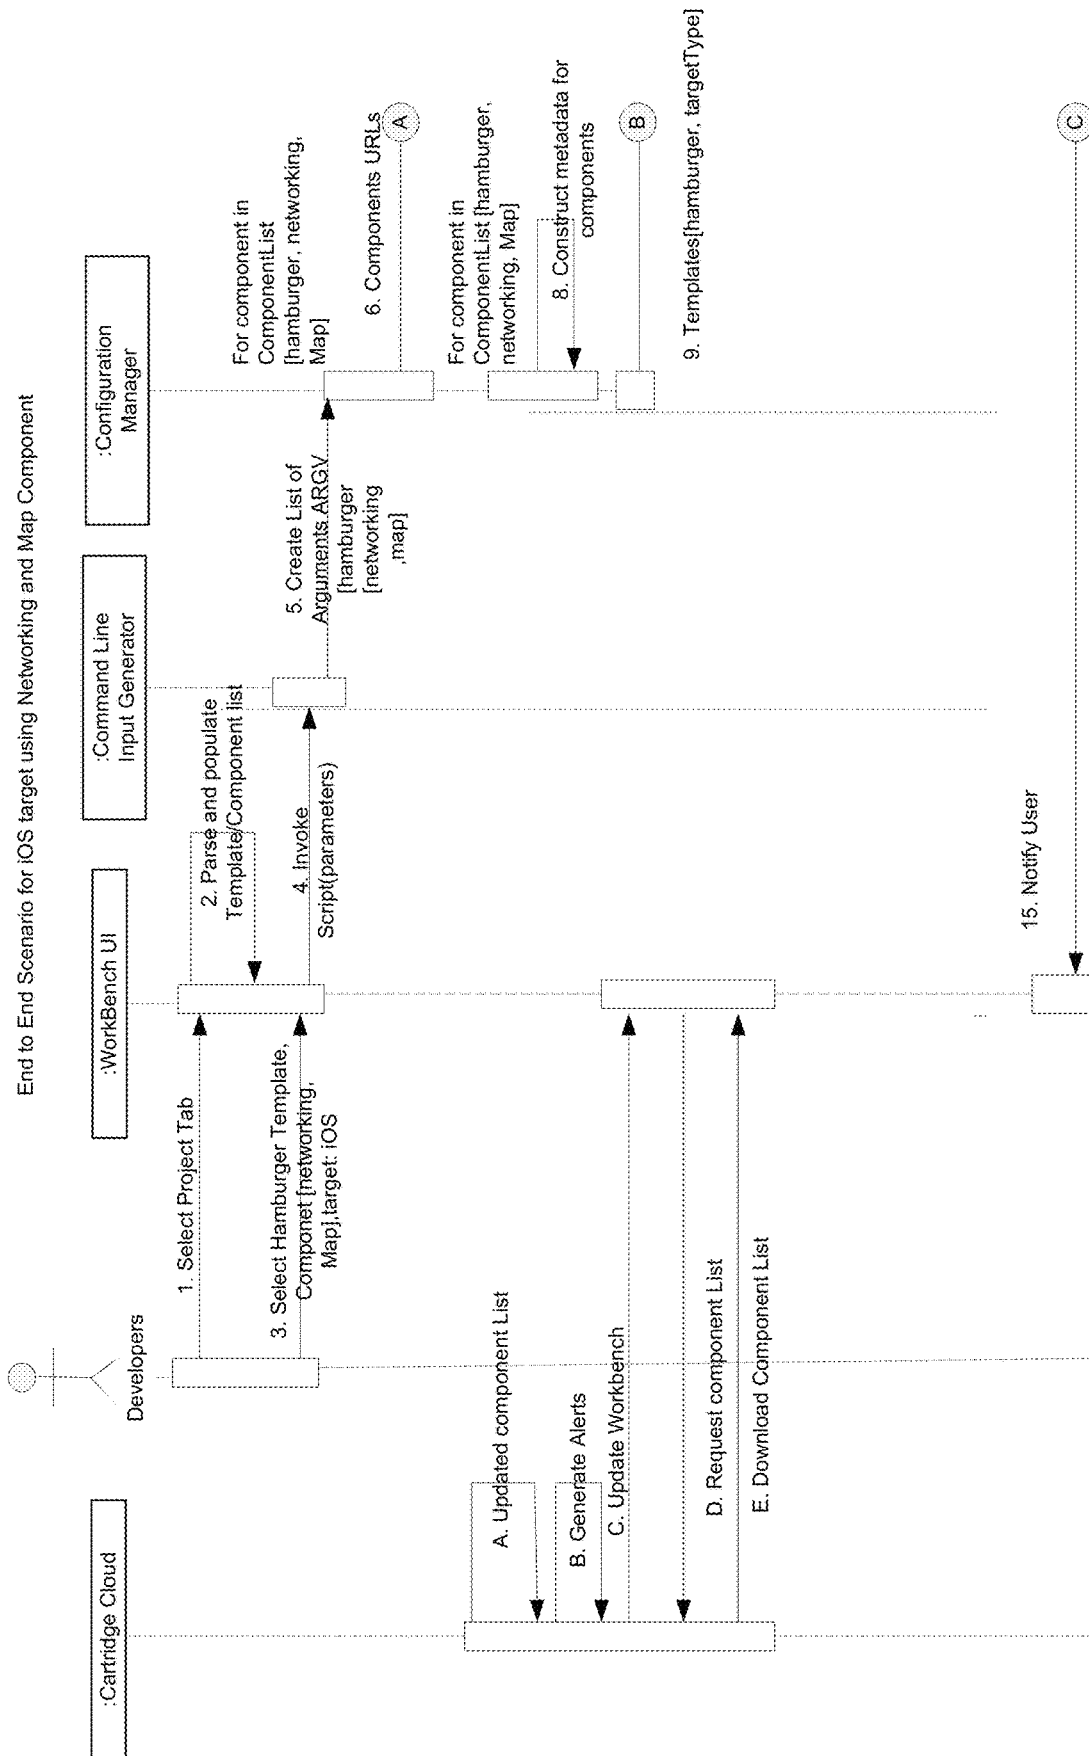 End to End Scenario for iOS target using Networking and Map Component
:Cartridge Cloud
Developers
:WorkBench UI
:Command Line
Input Generator
:Configuration
Manager
1. Select Project Tab
2. Parse and populate
Template/Component list
3. Select Hamburger Template,
Componet [networking,
Map],target: iOS
4. Invoke
Script(parameters)
5. Create List of
Arguments ARGV
[hamburger
[networking
,map]
For component in
ComponentList
[hamburger, networking,
Map]
6. Components URLs
A
For component in
ComponentList [hamburger,
networking, Map]
8. Construct metadata for
components
B
9. Templates[hamburger, targetType]
A. Updated component List
B. Generate Alerts
C. Update Workbench
D. Request component List
E. Download Component List
15. Notify User
C